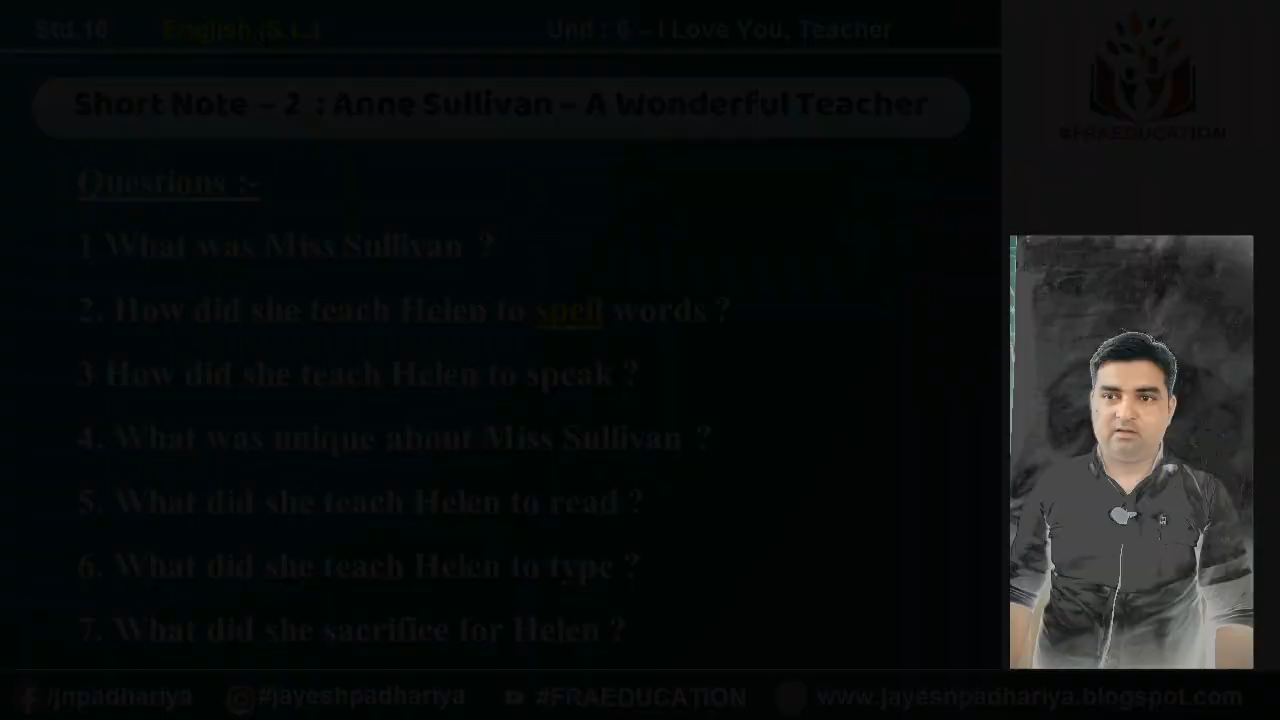 Std.10 English (S.L.) Unit : 6 – I Love You, Teacher
#FRAEDUCATION
Short Note – 2 : Anne Sullivan – A Wonderful Teacher
Questions :-
1 What was Miss Sullivan ?
2. How did she teach Helen to spell words ?
3 How did she teach Helen to speak ?
4. What was unique about Miss Sullivan ?
5. What did she teach Helen to read ?
6. What did she teach Helen to type ?
7. What did she sacrifice for Helen ?
/jnpadhariya #jayeshpadhariya #FRAEDUCATION www.jayeshpadhariya.blogspot.com